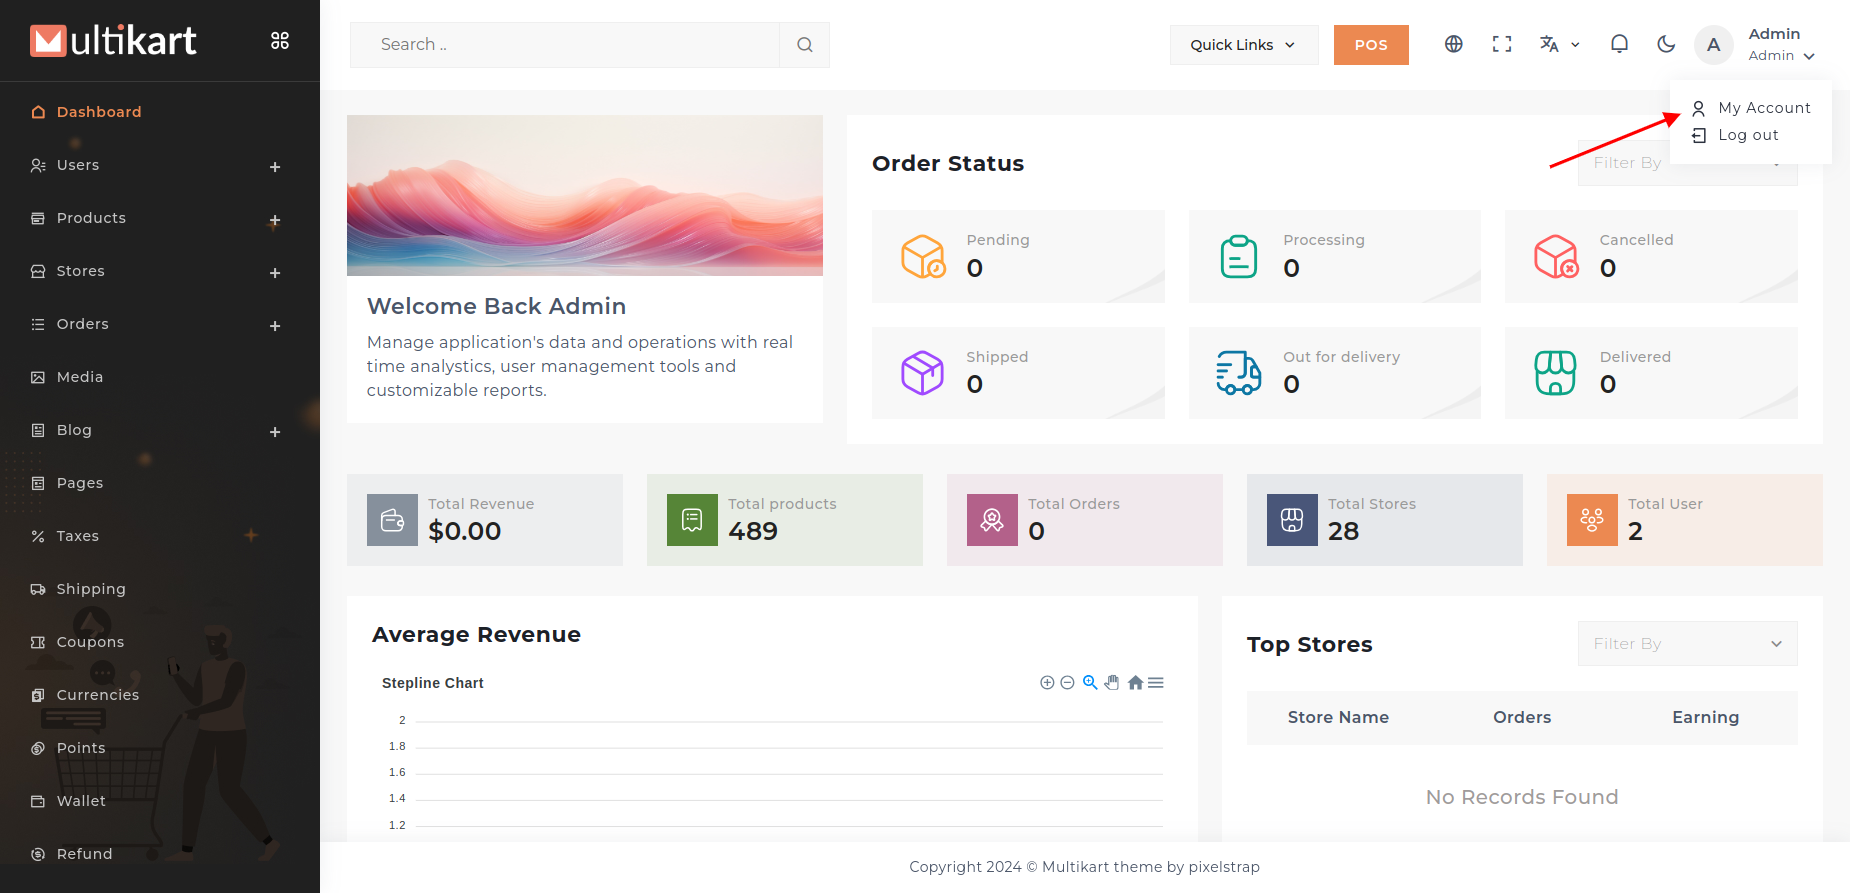 Multikart
Search ..
Quick Links
POS
A
Admin
Admin
My Account
Log out
Dashboard
Users
Products
Stores
Orders
Media
Blog
Pages
Taxes
Shipping
Coupons
Currencies
Points
Wallet
Refund
Welcome Back Admin
Manage application's data and operations with real
time analystics, user management tools and
customizable reports.
Order Status
Filter By
Pending
0
Processing
0
Cancelled
0
Shipped
0
Out for delivery
0
Delivered
0
Total Revenue
$0.00
Total products
489
Total Orders
0
Total Stores
28
Total User
2
Average Revenue
Stepline Chart
2
1.8
1.6
1.4
1.2
Top Stores
Filter By
Store Name Orders Earning
No Records Found
Copyright 2024 © Multikart theme by pixelstrap